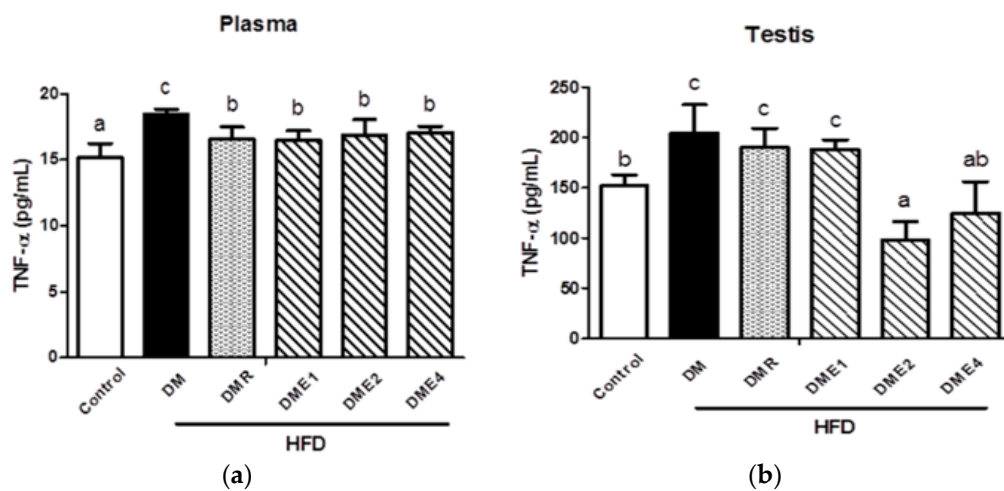 Plasma
TNF-α (pg/mL)
20
15
10
5
0
a
c
b
b
b
b
Control
DM
DMR
DME1
DME2
DME4
HFD
(a)
Testis
TNF-α (pg/mL)
250
200
150
100
50
0
b
c
c
c
a
ab
Control
DM
DMR
DME1
DME2
DME4
HFD
(b)